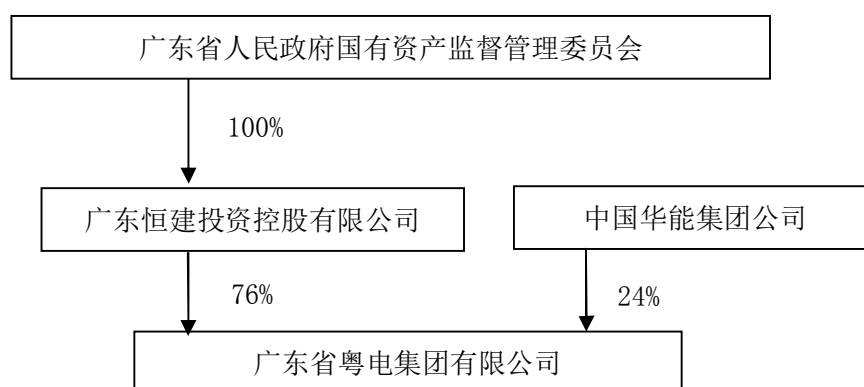 广东省人民政府国有资产监督管理委员会
100%
广东恒建投资控股有限公司
中国华能集团公司
76%
24%
广东省粤电集团有限公司